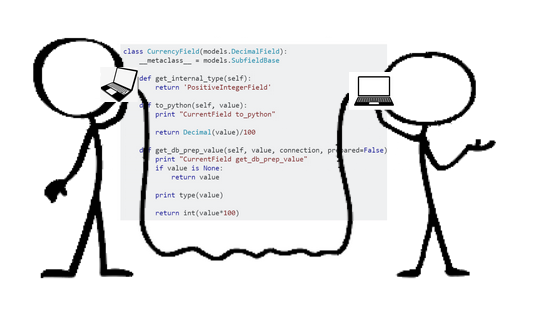 class CurrencyField(models.DecimalField):
__metaclass__ = models.SubfieldBase
def get_internal_type(self):
return 'PositiveIntegerField'
def to_python(self, value):
print "CurrentField to_python"
return Decimal(value)/100
def get_db_prep_value(self, value, connection, prepared=False)
print "CurrentField get_db_prep_value"
if value is None:
return value
print type(value)
return int(value*100)